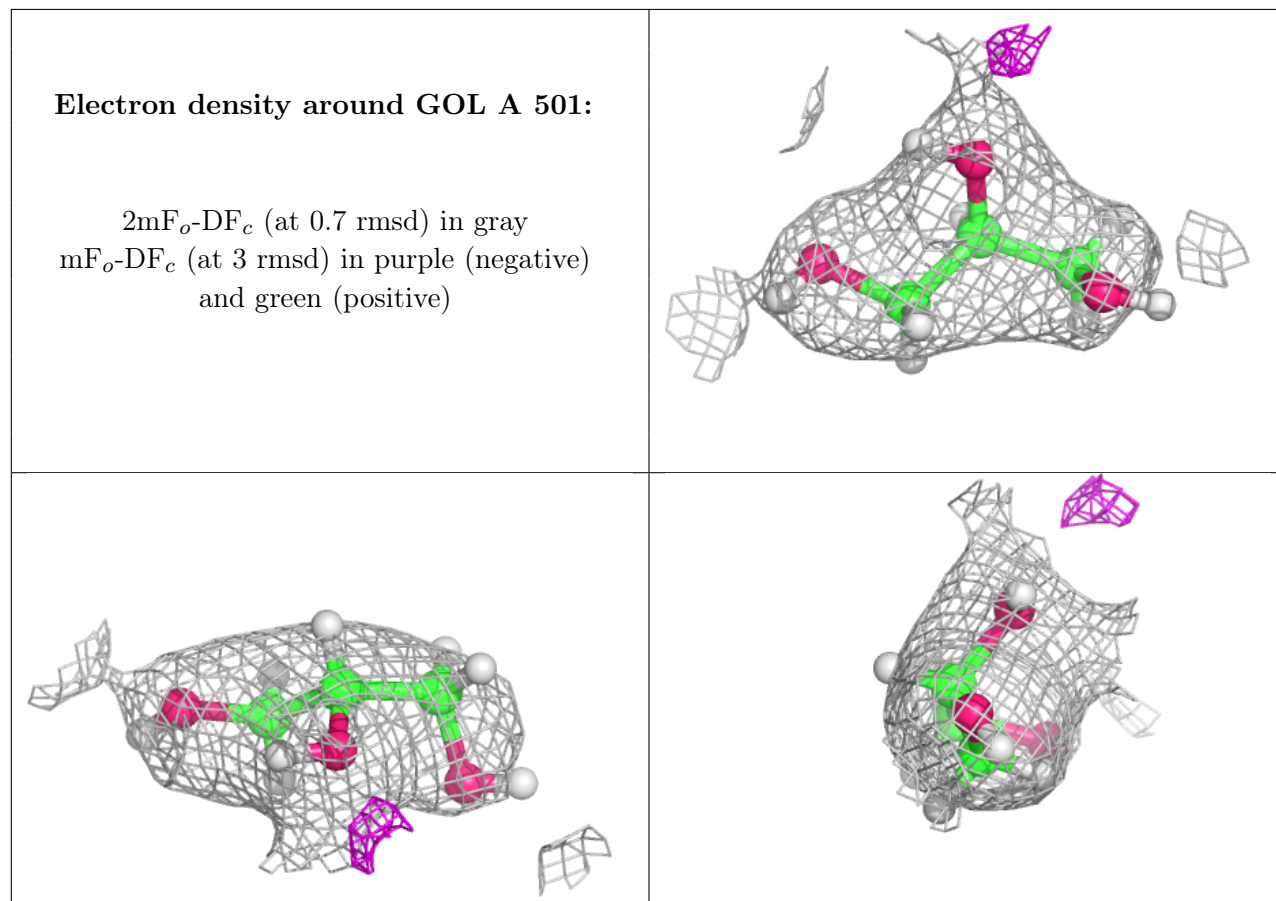 Electron density around GOL A 501:
2mFo-DFc (at 0.7 rmsd) in gray
mFo-DFc (at 3 rmsd) in purple (negative)
and green (positive)